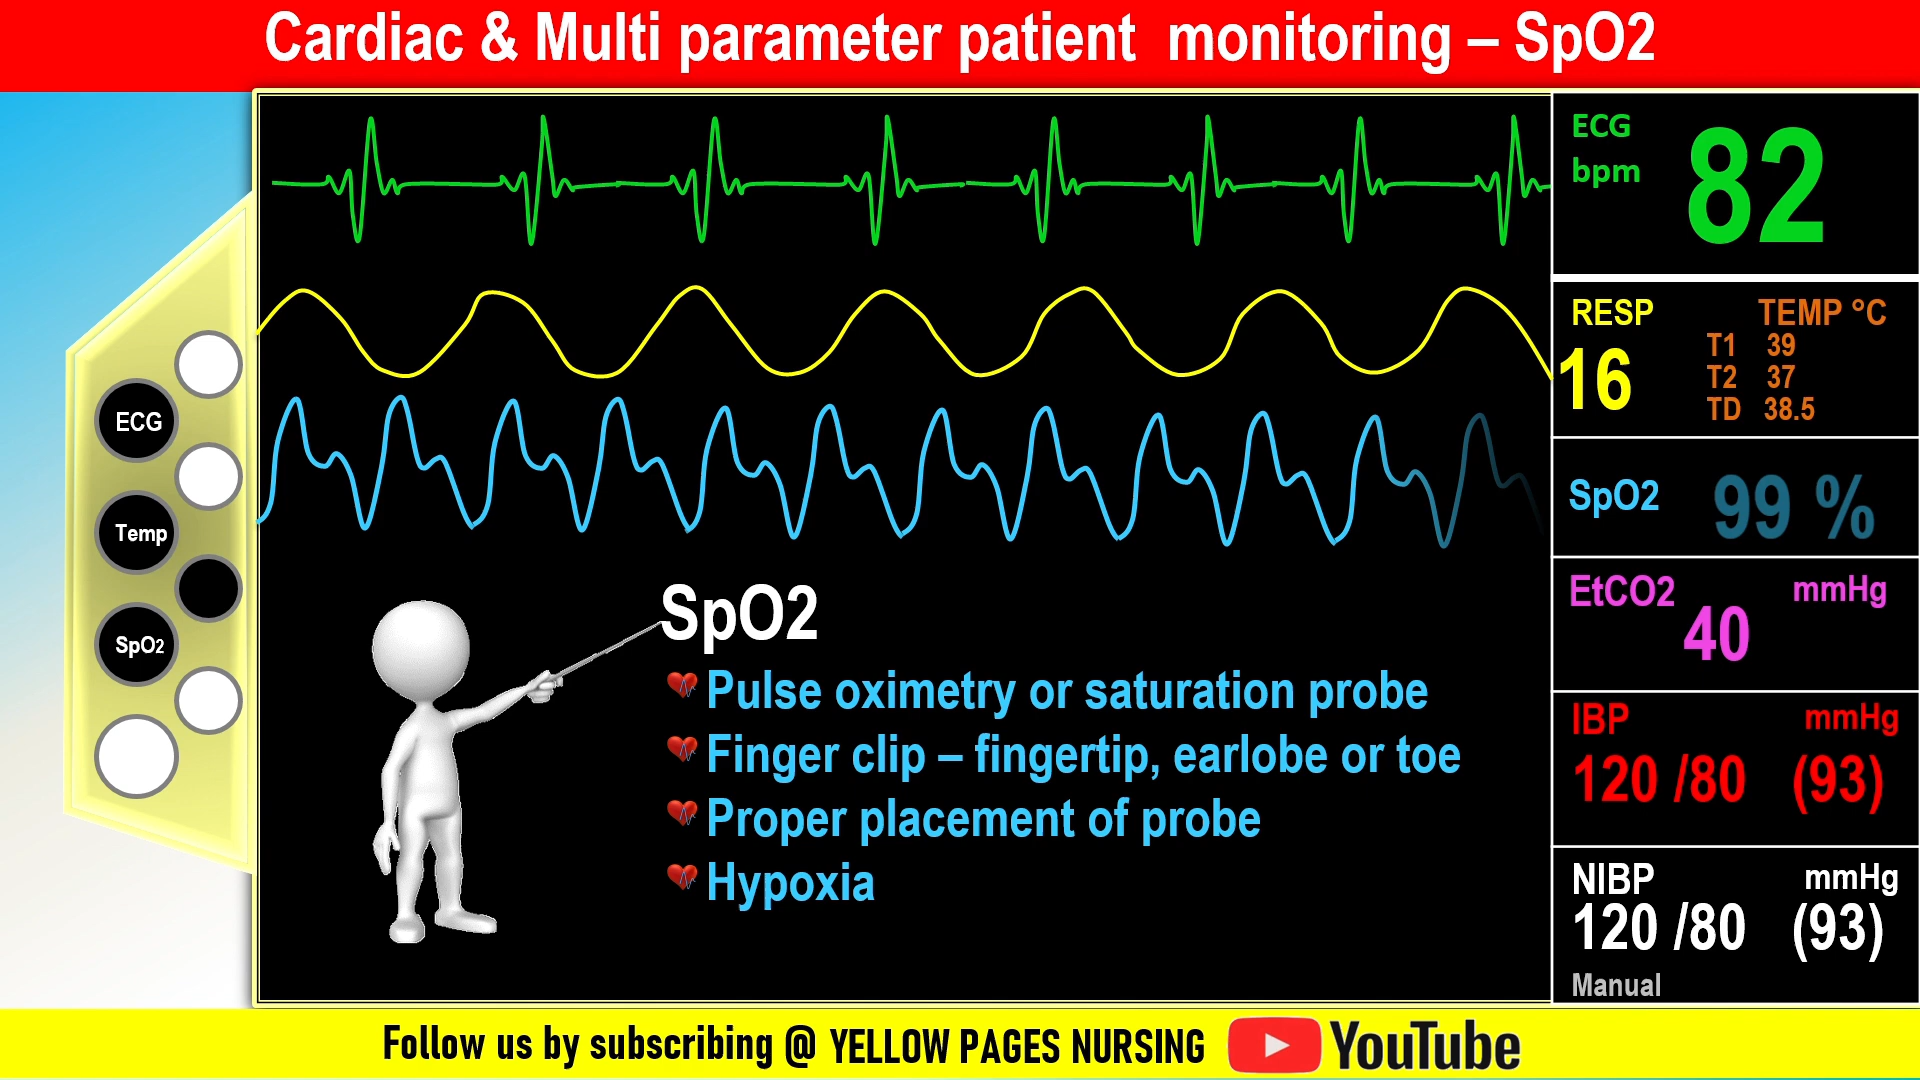 Cardiac & Multi parameter patient monitoring – SpO2
ECG
bpm
82
RESP
16
TEMP °C
T1 39
T2 37
TD 38.5
SpO2 99 %
EtCO2 40 mmHg
IBP mmHg
120 /80 (93)
NIBP mmHg
120 /80 (93)
Manual
ECG
Temp
SpO2
SpO2
Pulse oximetry or saturation probe
Finger clip – fingertip, earlobe or toe
Proper placement of probe
Hypoxia
Follow us by subscribing @ YELLOW PAGES NURSING YouTube